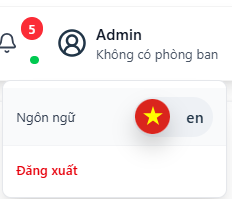 5
Admin
Không có phòng ban
Ngôn ngữ en
Đăng xuất